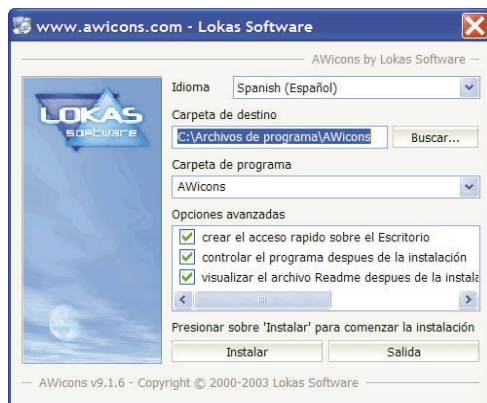 www.awicons.com - Lokas Software
AWicons by Lokas Software
LOKAS
software
Idioma
Spanish (Español)
Carpeta de destino
C:\Archivos de programa\AWicons
Buscar...
Carpeta de programa
AWicons
Opciones avanzadas
crear el acceso rapido sobre el Escritorio
controlar el programa despues de la instalación
visualizar el archivo Readme despues de la instala
Presionar sobre 'Instalar' para comenzar la instalación
Instalar
Salida
AWicons v9.1.6 - Copyright © 2000-2003 Lokas Software